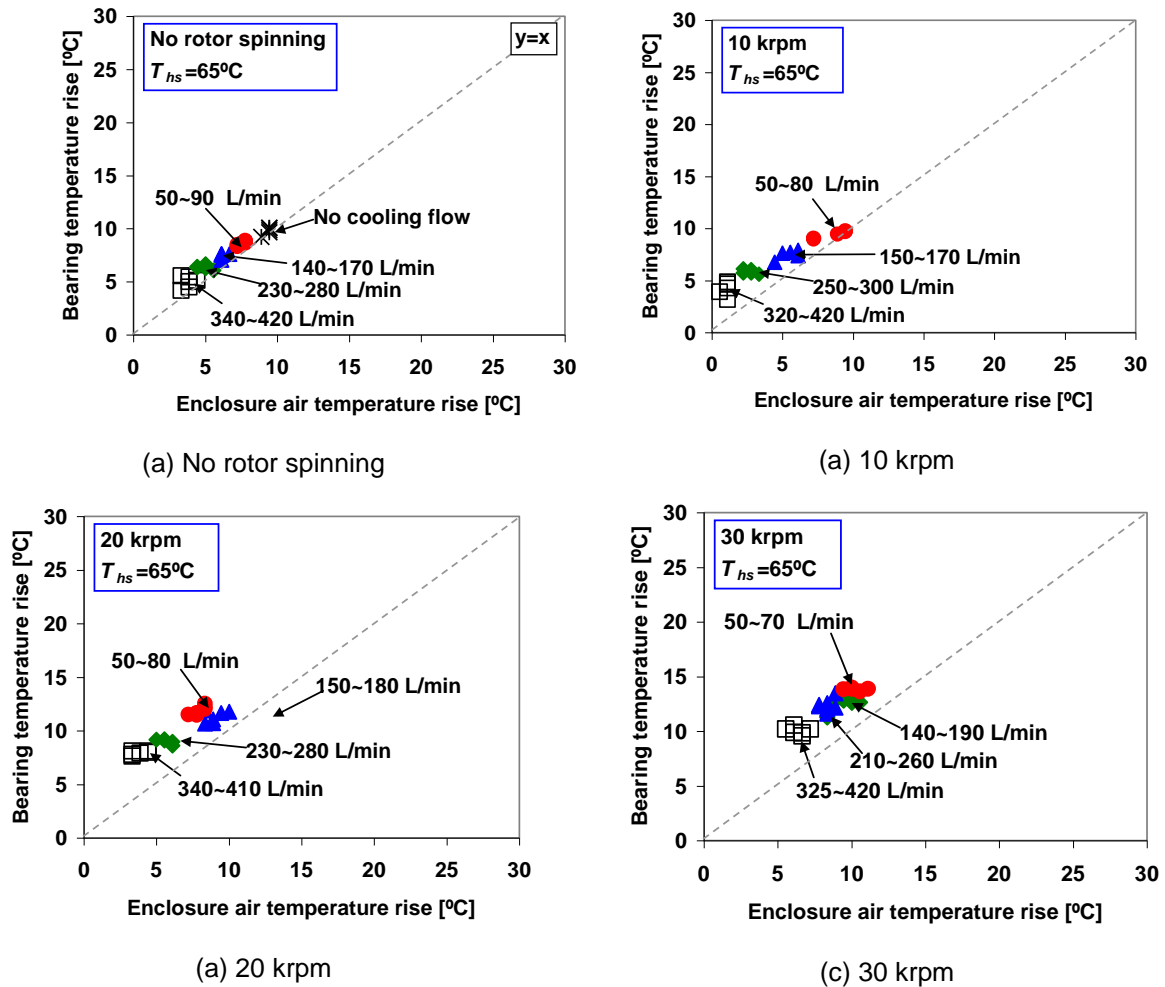 No rotor spinning
T hs =65ºC
y=x
50~90 L/min
No cooling flow
140~170 L/min
230~280 L/min
340~420 L/min
30
25
20
15
10
5
0
0 5 10 15 20 25 30
Bearing temperature rise [ºC]
Enclosure air temperature rise [ºC]
(a) No rotor spinning
10 krpm
T hs =65ºC
50~80 L/min
150~170 L/min
250~300 L/min
320~420 L/min
30
25
20
15
10
5
0
0 5 10 15 20 25 30
Bearing temperature rise [ºC]
Enclosure air temperature rise [ºC]
(a) 10 krpm
20 krpm
T hs =65ºC
50~80 L/min
150~180 L/min
230~280 L/min
340~410 L/min
30
25
20
15
10
5
0
0 5 10 15 20 25 30
Bearing temperature rise [ºC]
Enclosure air temperature rise [ºC]
(a) 20 krpm
30 krpm
T hs =65ºC
50~70 L/min
140~190 L/min
210~260 L/min
325~420 L/min
30
25
20
15
10
5
0
0 5 10 15 20 25 30
Bearing temperature rise [ºC]
Enclosure air temperature rise [ºC]
(c) 30 krpm